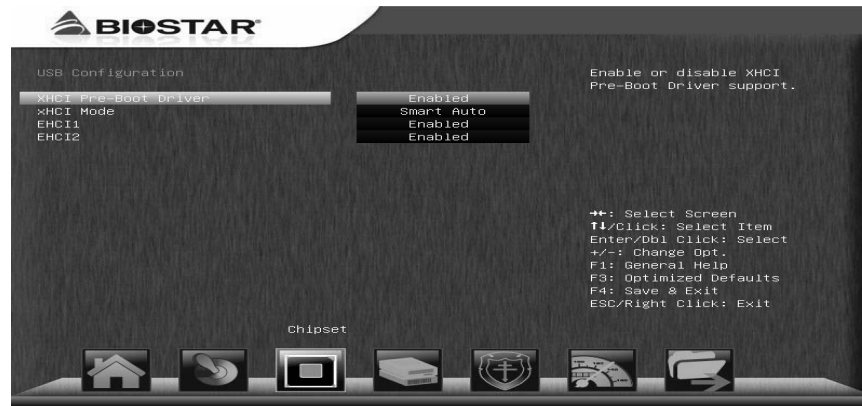 BIOSTAR®
USB Configuration
XHCI Pre-Boot Driver Enabled
xHCI Mode Smart Auto
EHCI1 Enabled
EHCI2 Enabled
Enable or disable XHCI
Pre-Boot Driver support.
→←: Select Screen
↑↓/Click: Select Item
Enter/Dbl Click: Select
+/-: Change Opt.
F1: General Help
F3: Optimized Defaults
F4: Save & Exit
ESC/Right Click: Exit
Chipset